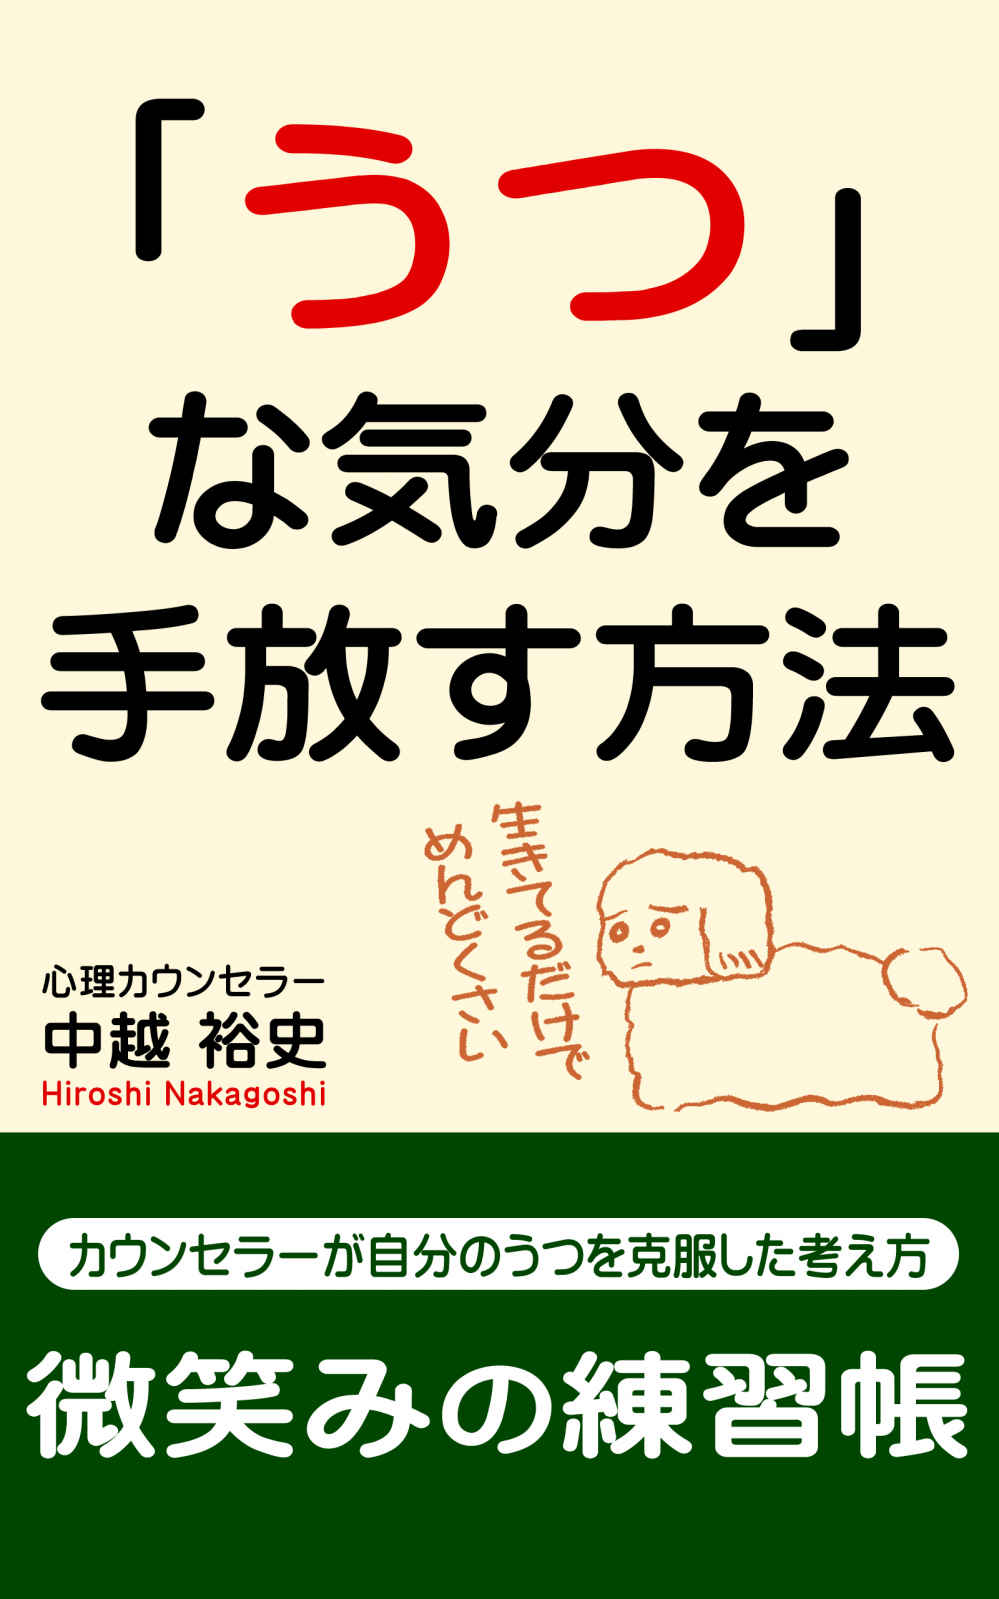 「うつ」
な気分を
手放す方法
生きてるだけで
めんどくさい
心理カウンセラー
中越 裕史
Hiroshi Nakagoshi
カウンセラーが自分のうつを克服した考え方
微笑みの練習帳